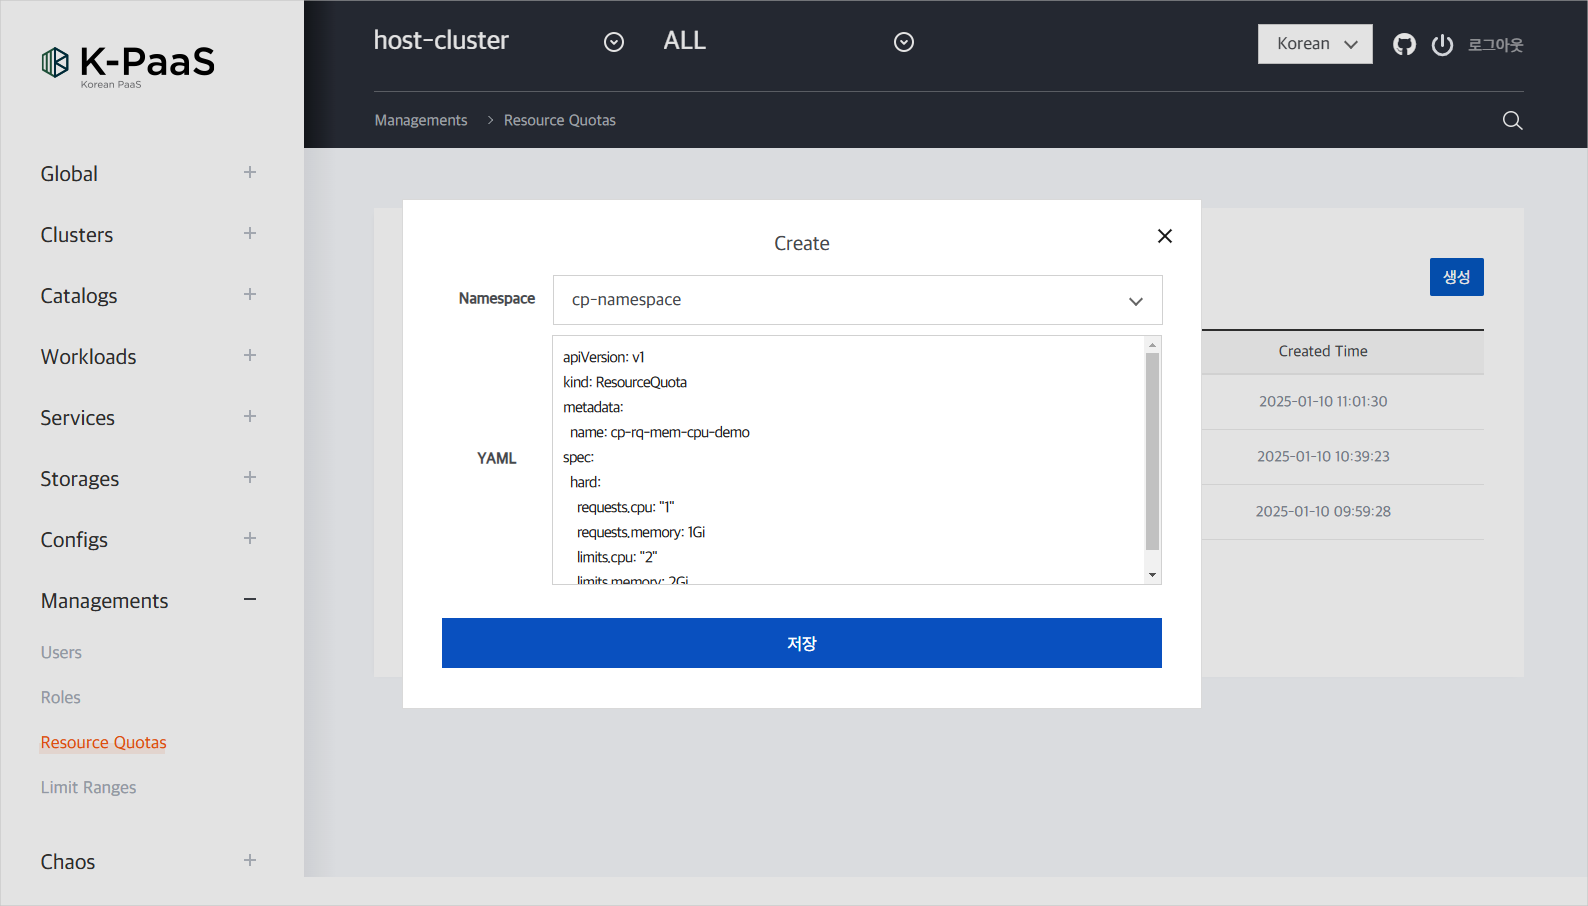 K-PaaS
Korean PaaS
host-cluster
ALL
Korean
로그아웃
Managements > Resource Quotas
Global
Clusters
Catalogs
Workloads
Services
Storages
Configs
Managements
Users
Roles
Resource Quotas
Limit Ranges
Chaos
생성
Created Time
2025-01-10 11:01:30
2025-01-10 10:39:23
2025-01-10 09:59:28
Create
Namespace
cp-namespace
YAML
apiVersion: v1
kind: ResourceQuota
metadata:
  name: cp-rq-mem-cpu-demo
spec:
  hard:
    requests.cpu: "1"
    requests.memory: 1Gi
    limits.cpu: "2"
    limits.memory: 2Gi
저장